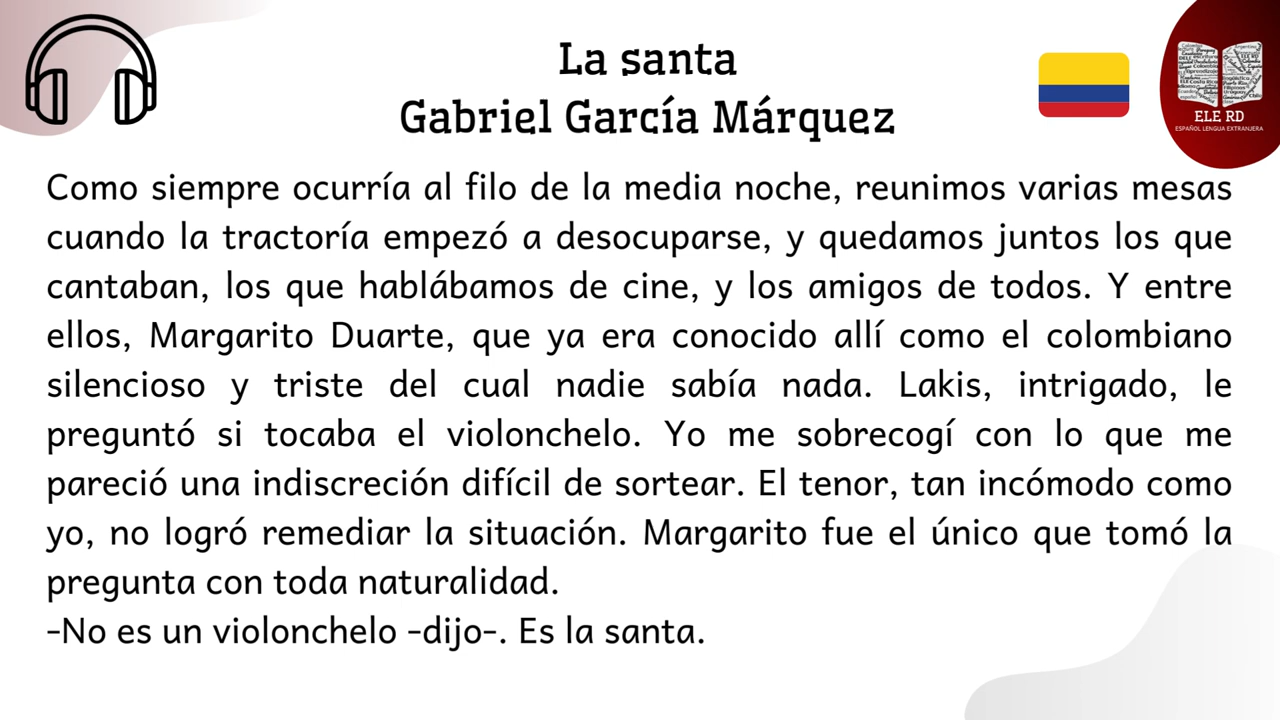 La santa
Gabriel García Márquez
ELE RD
ESPAÑOL LENGUA EXTRANJERA
Como siempre ocurría al filo de la media noche, reunimos varias mesas
cuando la tractoría empezó a desocuparse, y quedamos juntos los que
cantaban, los que hablábamos de cine, y los amigos de todos. Y entre
ellos, Margarito Duarte, que ya era conocido allí como el colombiano
silencioso y triste del cual nadie sabía nada. Lakis, intrigado, le
preguntó si tocaba el violonchelo. Yo me sobrecogí con lo que me
pareció una indiscreción difícil de sortear. El tenor, tan incómodo como
yo, no logró remediar la situación. Margarito fue el único que tomó la
pregunta con toda naturalidad.
-No es un violonchelo -dijo-. Es la santa.